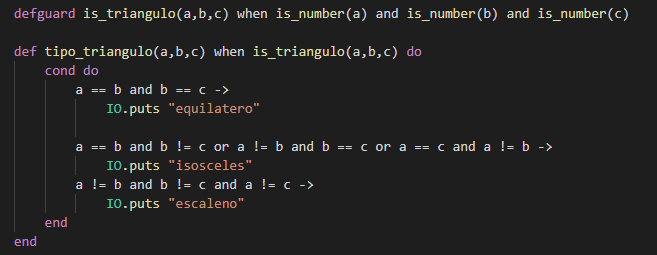 defguard is_triangulo(a,b,c) when is_number(a) and is_number(b) and is_number(c)
def tipo_triangulo(a,b,c) when is_triangulo(a,b,c) do
cond do
a == b and b == c ->
IO.puts "equilatero"
a == b and b != c or a != b and b == c or a == c and a != b ->
IO.puts "isosceles"
a != b and b != c and a != c ->
IO.puts "escaleno"
end
end